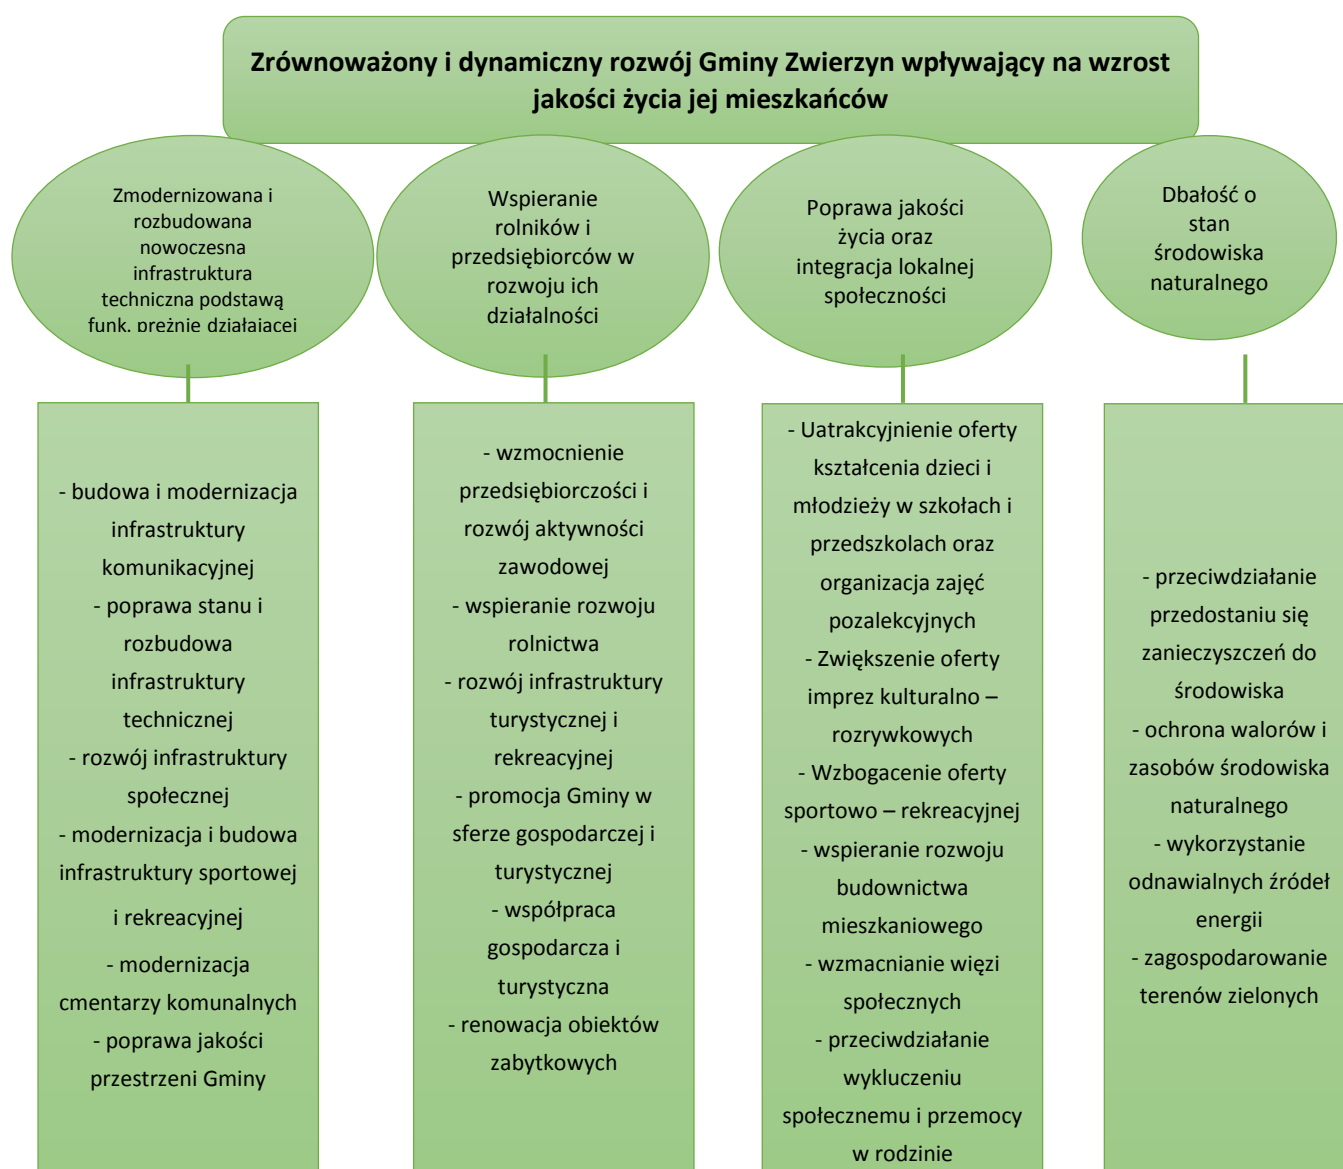 Zrównoważony i dynamiczny rozwój Gminy Zwierzyn wpływający na wzrost
jakości życia jej mieszkańców
Zmodernizowana i
rozbudowana
nowoczesna
infrastruktura
techniczna podstawą
funk. prężnie działającej
Wspieranie
rolników i
przedsiębiorców w
rozwoju ich
działalności
Poprawa jakości
życia oraz
integracja lokalnej
społeczności
Dbałość o
stan
środowiska
naturalnego
- budowa i modernizacja
infrastruktury
komunikacyjnej
- poprawa stanu i
rozbudowa
infrastruktury
technicznej
- rozwój infrastruktury
społecznej
- modernizacja i budowa
infrastruktury sportowej
i rekreacyjnej
- modernizacja
cmentarzy komunalnych
- poprawa jakości
przestrzeni Gminy
- wzmocnienie
przedsiębiorczości i
rozwój aktywności
zawodowej
- wspieranie rozwoju
rolnictwa
- rozwój infrastruktury
turystycznej i
rekreacyjnej
- promocja Gminy w
sferze gospodarczej i
turystycznej
- współpraca
gospodarcza i
turystyczna
- renowacja obiektów
zabytkowych
- Uatrakcyjnienie oferty
kształcenia dzieci i
młodzieży w szkołach i
przedszkolach oraz
organizacja zajęć
pozalekcyjnych
- Zwiększenie oferty
imprez kulturalno –
rozrywkowych
- Wzbogacenie oferty
sportowo – rekreacyjnej
- wspieranie rozwoju
budownictwa
mieszkaniowego
- wzmacnianie więzi
społecznych
- przeciwdziałanie
wykluczeniu
społecznemu i przemocy
w rodzinie
- przeciwdziałanie
przedostaniu się
zanieczyszczeń do
środowiska
- ochrona walorów i
zasobów środowiska
naturalnego
- wykorzystanie
odnawialnych źródeł
energii
- zagospodarowanie
terenów zielonych